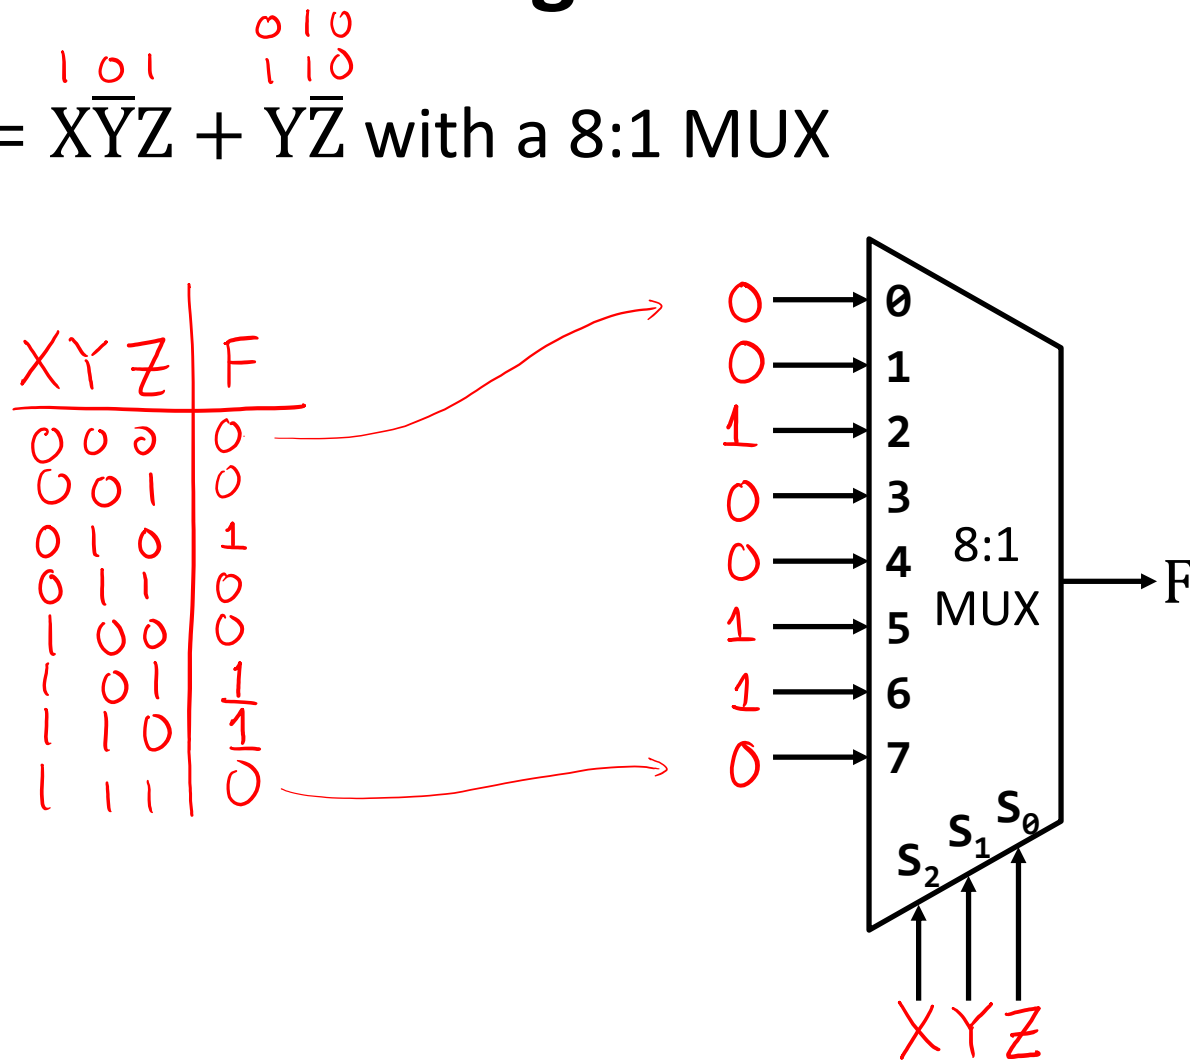 g
0 1 0
1 0 1 1 1 0
= XY̅Z + YZ̅ with a 8:1 MUX
X Y Z F
0 0 0 0
0 0 1 0
0 1 0 1
0 1 1 0
1 0 0 0
1 0 1 1
1 1 0 1
1 1 1 0
0 0
0 1
1 2
0 3
0 4
1 5
1 6
0 7
8:1
MUX
F
S₂ S₁ S₀
X Y Z